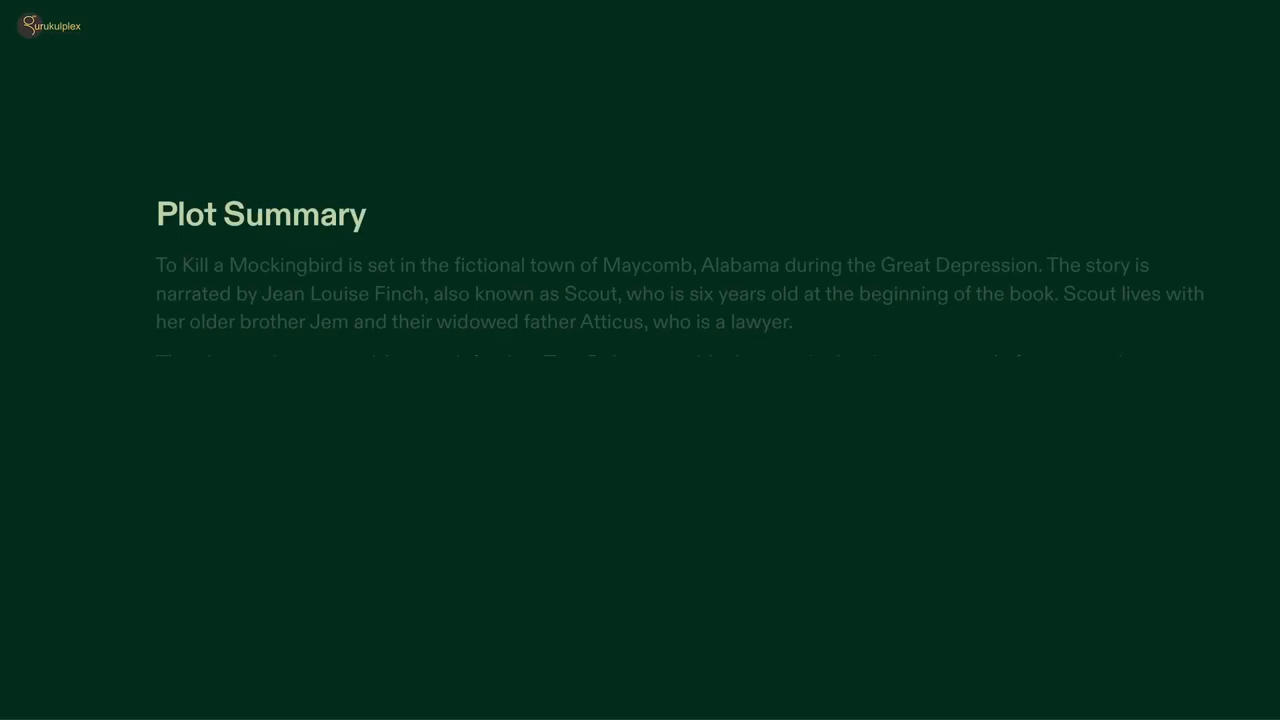 gurukulplex
Plot Summary
To Kill a Mockingbird is set in the fictional town of Maycomb, Alabama during the Great Depression. The story is
narrated by Jean Louise Finch, also known as Scout, who is six years old at the beginning of the book. Scout lives with
her older brother Jem and their widowed father Atticus, who is a lawyer.